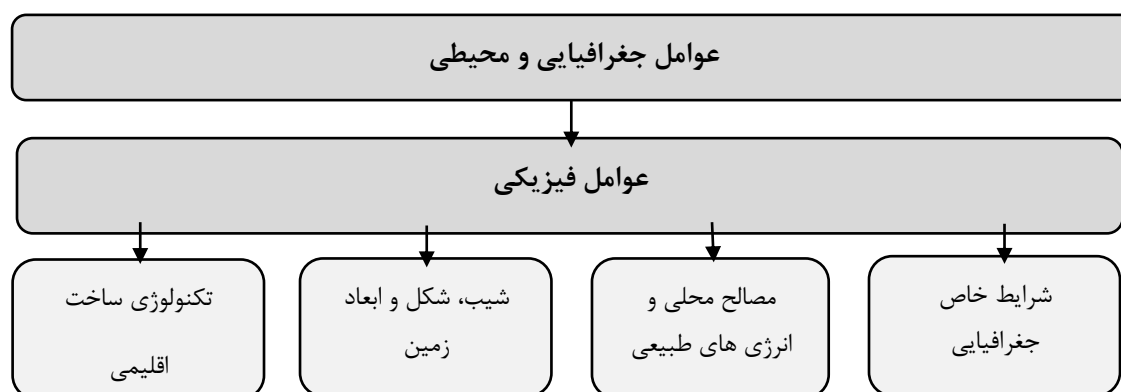 عوامل جغرافیایی و محیطی
عوامل فیزیکی
شرایط خاص
جغرافیایی
مصالح محلی و
انرژی های طبیعی
شیب، شکل و ابعاد
زمین
تکنولوژی ساخت
اقلیمی